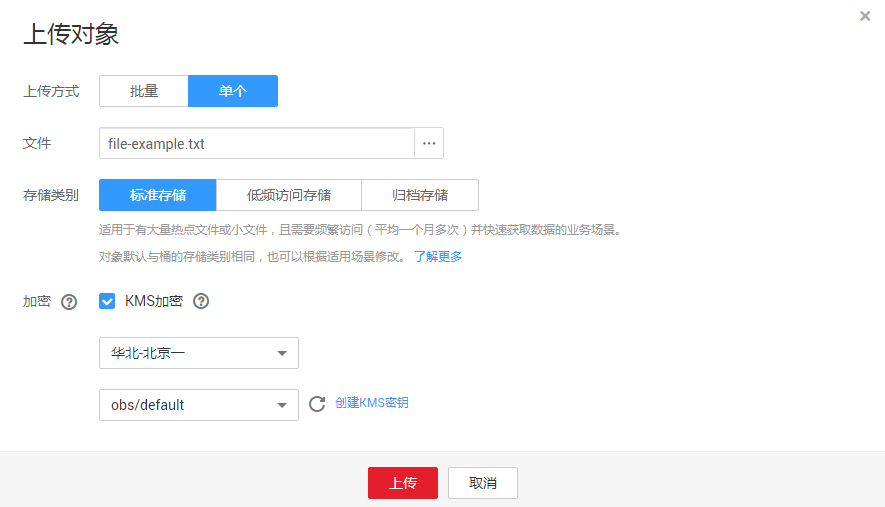 上传对象
上传方式 批量 单个
文件 file-example.txt ...
存储类别 标准存储 低频访问存储 归档存储
适用于有大量热点文件或小文件，且需要频繁访问（平均一个月多次）并快速获取数据的业务场景。
对象默认与桶的存储类别相同，也可以根据适用场景修改。 了解更多
加密 ? KMS加密 ?
华北-北京一
obs/default 创建KMS密钥
上传 取消